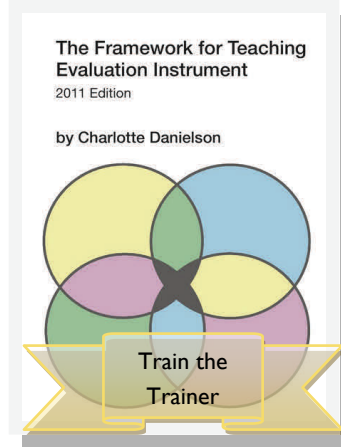 The Framework for Teaching
Evaluation Instrument
2011 Edition
by Charlotte Danielson
Train the
Trainer